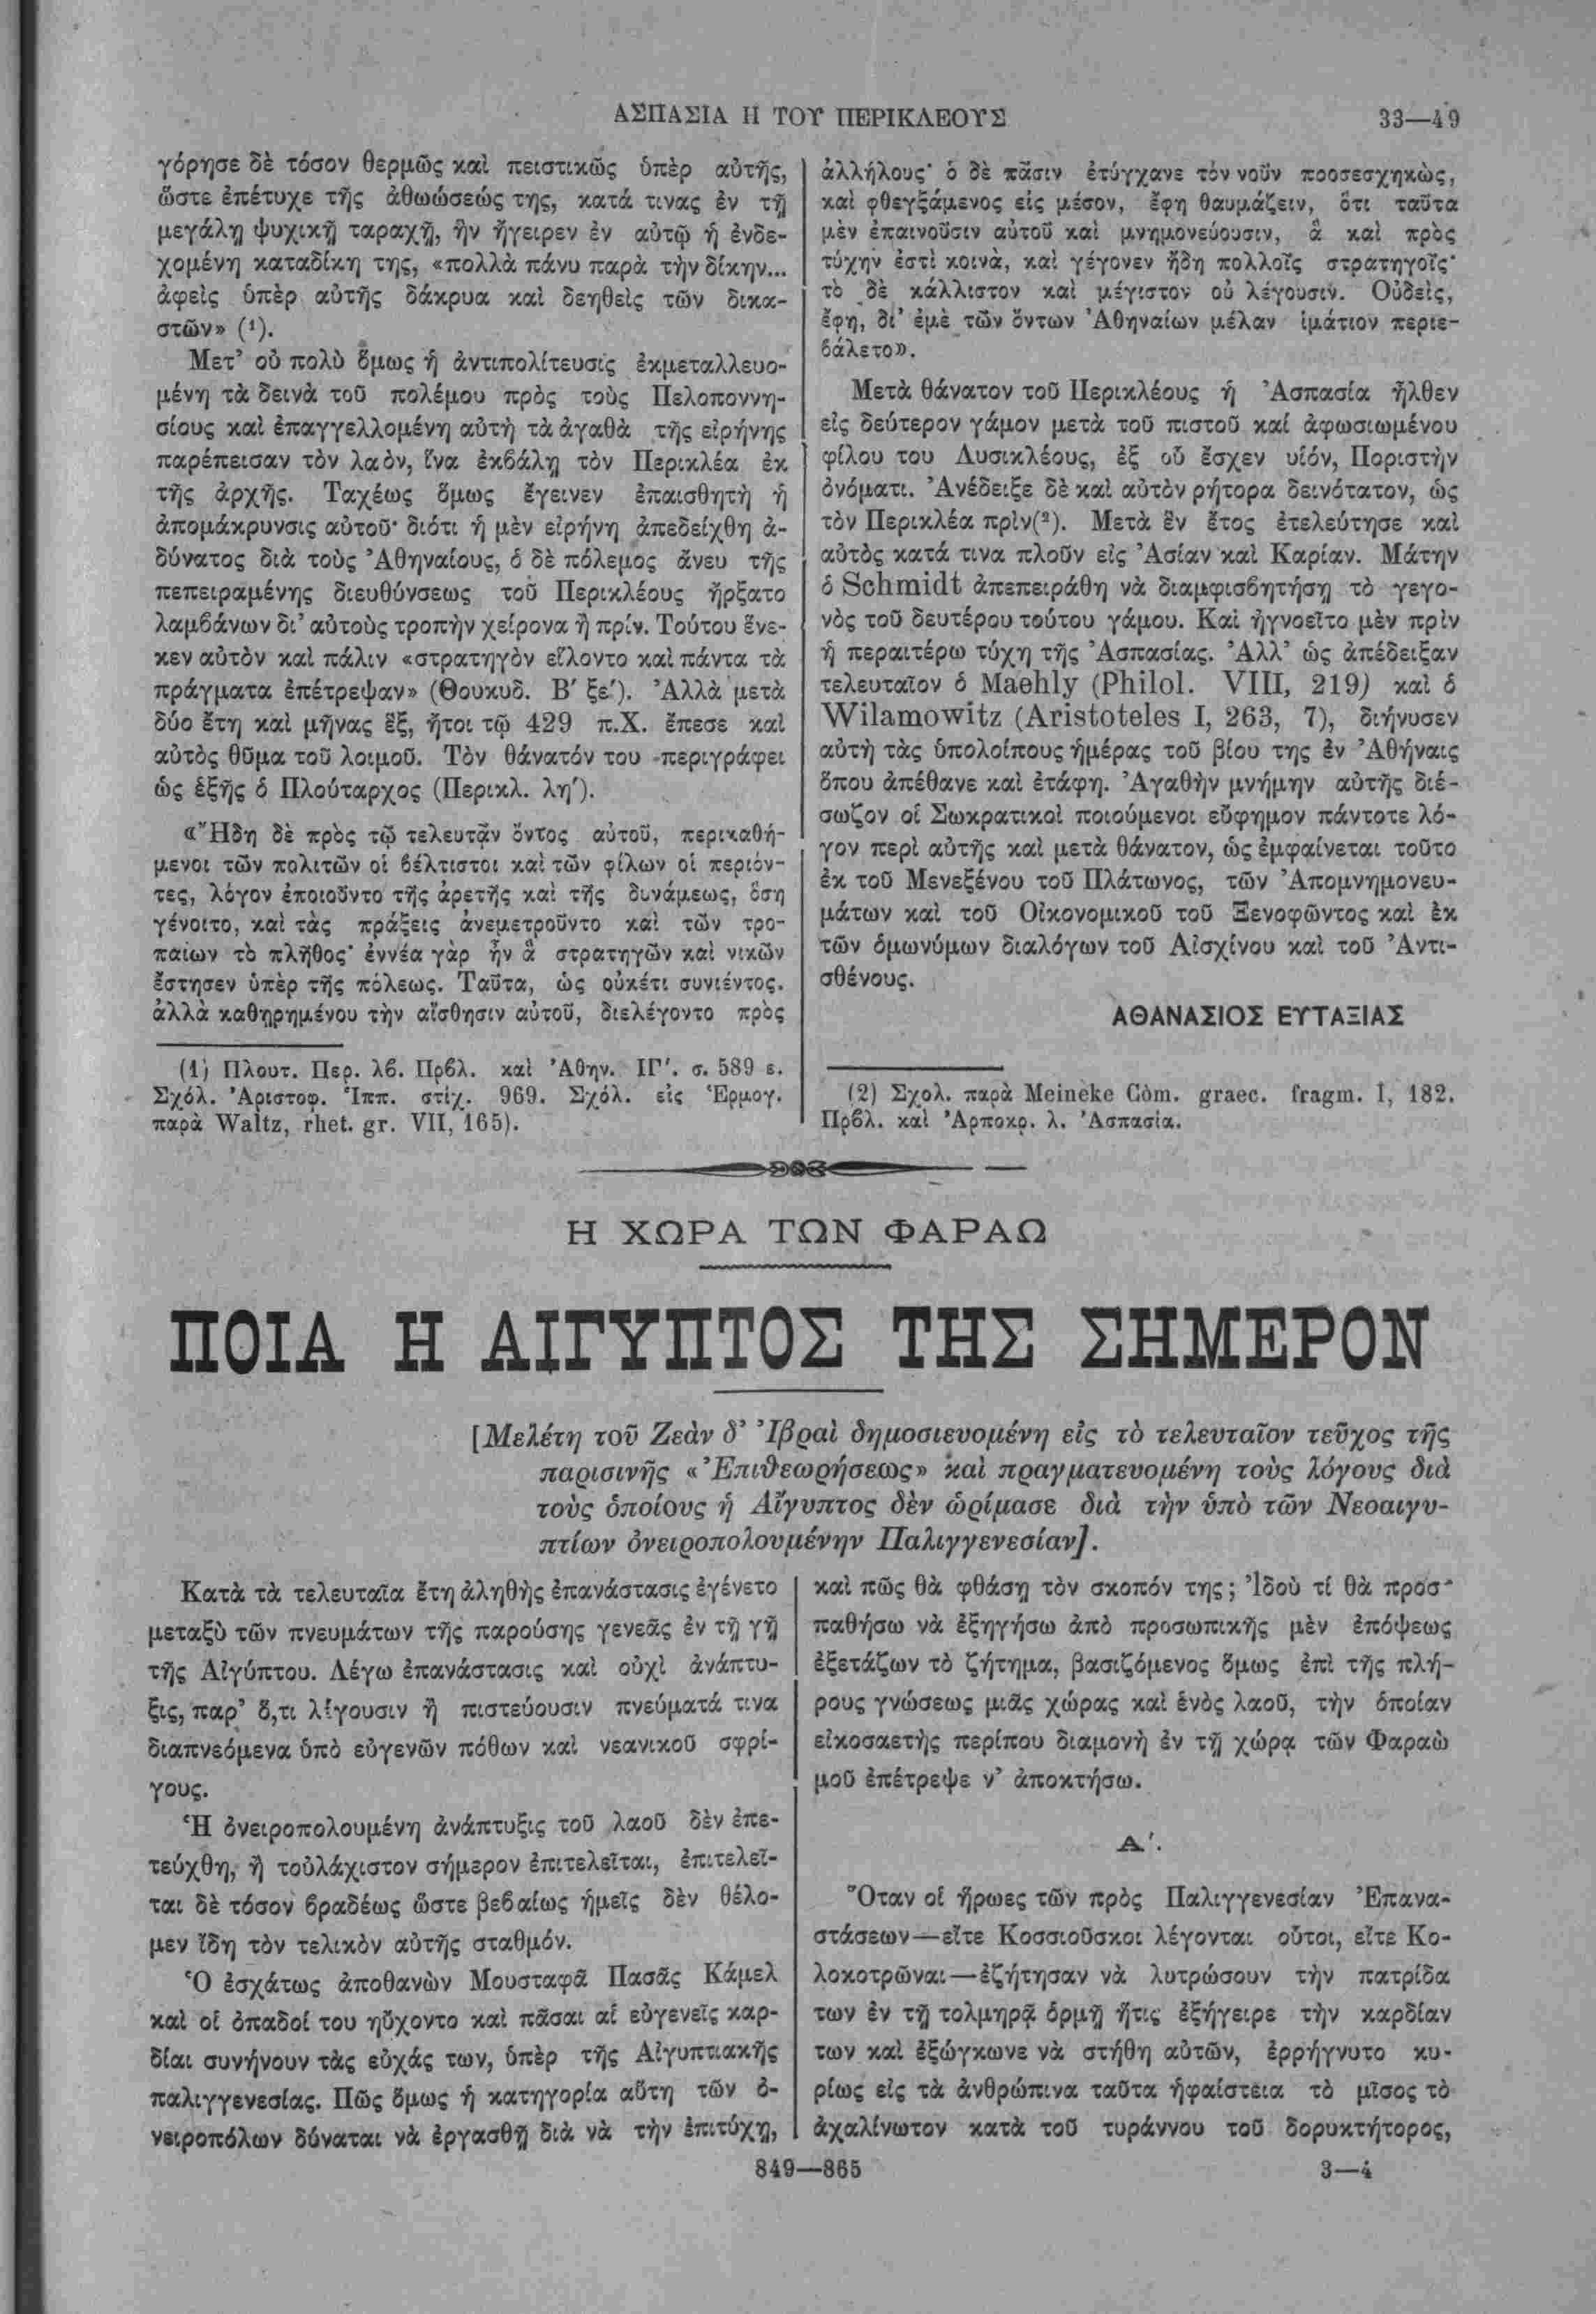 ΑΣΠΑΣΙΑ Η ΤΟΥ ΠΕΡΙΚΛΕΟΥΣ
33—49
γόρησε δὲ τόσον θερμῶς καὶ πειστικῶς ὑπὲρ αὐτῆς,
ὥστε ἐπέτυχε τῆς ἀθωώσεώς της, κατά τινας ἐν τῇ
μεγάλῃ ψυχικῇ ταραχῇ, ἣν ἤγειρεν ἐν αὐτῷ ἡ ἐνδε-
χομένη καταδίκη της, «πολλὰ πάνυ παρὰ τὴν δίκην...
ἀφεὶς ὑπὲρ αὐτῆς δάκρυα καὶ δεηθεὶς τῶν δικα-
στῶν» (¹).
Μετ’ οὐ πολὺ ὅμως ἡ ἀντιπολίτευσις ἐκμεταλλευο-
μένη τὰ δεινὰ τοῦ πολέμου πρὸς τοὺς Πελοποννη-
σίους καὶ ἐπαγγελλομένη αὐτὴ τὰ ἀγαθὰ τῆς εἰρήνης
παρέπεισαν τὸν λαὸν, ἵνα ἐκβάλῃ τὸν Περικλέα ἐκ
τῆς ἀρχῆς. Ταχέως ὅμως ἔγεινεν ἐπαισθητὴ ἡ
ἀπομάκρυνσις αὐτοῦ· διότι ἡ μὲν εἰρήνη ἀπεδείχθη ἀ-
δύνατος διὰ τοὺς Ἀθηναίους, ὁ δὲ πόλεμος ἄνευ τῆς
πεπειραμένης διευθύνσεως τοῦ Περικλέους ἤρξατο
λαμβάνων δι’ αὐτοὺς τροπὴν χείρονα ἢ πρίν. Τούτου ἕνε-
κεν αὐτὸν καὶ πάλιν «στρατηγὸν εἵλοντο καὶ πάντα τὰ
πράγματα ἐπέτρεψαν» (Θουκυδ. Β′ ξε′). Ἀλλὰ μετὰ
δύο ἔτη καὶ μῆνας ἓξ, ἤτοι τῷ 429 π.Χ. ἔπεσε καὶ
αὐτὸς θῦμα τοῦ λοιμοῦ. Τὸν θάνατόν του περιγράφει
ὡς ἑξῆς ὁ Πλούταρχος (Περικλ. λη′).
«Ἤδη δὲ πρὸς τῷ τελευτᾷν ὄντος αὐτοῦ, περικαθή-
μενοι τῶν πολιτῶν οἱ βέλτιστοι καὶ τῶν φίλων οἱ περιόν-
τες, λόγον ἐποιοῦντο τῆς ἀρετῆς καὶ τῆς δυνάμεως, ὅση
γένοιτο, καὶ τὰς πράξεις ἀνεμετροῦντο καὶ τῶν τρο-
παίων τὸ πλῆθος· ἐννέα γὰρ ἦν ἃ στρατηγῶν καὶ νικῶν
ἔστησεν ὑπὲρ τῆς πόλεως. Ταῦτα, ὡς οὐκέτι συνιέντος,
ἀλλὰ καθῃρημένου τὴν αἴσθησιν αὐτοῦ, διελέγοντο πρὸς
(1) Πλουτ. Περ. λβ. Πρβλ. καὶ Ἀθην. ΙΓ′. σ. 589 ε.
Σχόλ. Ἀριστοφ. Ἱππ. στίχ. 969. Σχόλ. εἰς Ἑρμογ.
παρὰ Waltz, rhet. gr. VII, 165).
ἀλλήλους· ὁ δὲ πᾶσιν ἐτύγχανε τὸν νοῦν προσεσχηκὼς,
καὶ φθεγξάμενος εἰς μέσον, ἔφη θαυμάζειν, ὅτι ταῦτα
μὲν ἐπαινοῦσιν αὐτοῦ καὶ μνημονεύουσιν, ἃ καὶ πρὸς
τύχην ἐστὶ κοινὰ, καὶ γέγονεν ἤδη πολλοῖς στρατηγοῖς·
τὸ δὲ κάλλιστον καὶ μέγιστον οὐ λέγουσιν. Οὐδεὶς,
ἔφη, δι’ ἐμὲ τῶν ὄντων Ἀθηναίων μέλαν ἱμάτιον περιε-
βάλετο».
Μετὰ θάνατον τοῦ Περικλέους ἡ Ἀσπασία ἦλθεν
εἰς δεύτερον γάμον μετὰ τοῦ πιστοῦ καί ἀφωσιωμένου
φίλου του Λυσικλέους, ἐξ οὗ ἔσχεν υἱόν, Ποριστὴν
ὀνόματι. Ἀνέδειξε δὲ καὶ αὐτὸν ρήτορα δεινότατον, ὡς
τὸν Περικλέα πρὶν(²). Μετὰ ἓν ἔτος ἐτελεύτησε καὶ
αὐτὸς κατά τινα πλοῦν εἰς Ἀσίαν καὶ Καρίαν. Μάτην
ὁ Schmidt ἀπεπειράθη νὰ διαμφισβητήσῃ τὸ γεγο-
νὸς τοῦ δευτέρου τούτου γάμου. Καὶ ἠγνοεῖτο μὲν πρὶν
ἡ περαιτέρω τύχη τῆς Ἀσπασίας. Ἀλλ’ ὡς ἀπέδειξαν
τελευταῖον ὁ Maehly (Philol. VIII, 219) καὶ ὁ
Wilamowitz (Aristoteles I, 263, 7), διήνυσεν
αὐτὴ τὰς ὑπολοίπους ἡμέρας τοῦ βίου της ἐν Ἀθήναις
ὅπου ἀπέθανε καὶ ἐτάφη. Ἀγαθὴν μνήμην αὐτῆς διέ-
σωζον οἱ Σωκρατικοὶ ποιούμενοι εὔφημον πάντοτε λό-
γον περὶ αὐτῆς καὶ μετὰ θάνατον, ὡς ἐμφαίνεται τοῦτο
ἐκ τοῦ Μενεξένου τοῦ Πλάτωνος, τῶν Ἀπομνημονευ-
μάτων καὶ τοῦ Οἰκονομικοῦ τοῦ Ξενοφῶντος καὶ ἐκ
τῶν ὁμωνύμων διαλόγων τοῦ Αἰσχίνου καὶ τοῦ Ἀντι-
σθένους.
ΑΘΑΝΑΣΙΟΣ ΕΥΤΑΞΙΑΣ
(2) Σχολ. παρὰ Meineke Còm. graec. fragm. I, 182.
Πρβλ. καὶ Ἁρποκρ. λ. Ἀσπασία.
Η ΧΩΡΑ ΤΩΝ ΦΑΡΑΩ
ΠΟΙΑ Η ΑΙΓΥΠΤΟΣ ΤΗΣ ΣΗΜΕΡΟΝ
[Μελέτη τοῦ Ζεὰν δ’ Ἰβραὶ δημοσιευομένη εἰς τὸ τελευταῖον τεῦχος τῆς
παρισινῆς «Ἐπιθεωρήσεως» καὶ πραγματευομένη τοὺς λόγους διὰ
τοὺς ὁποίους ἡ Αἴγυπτος δὲν ὡρίμασε διὰ τὴν ὑπὸ τῶν Νεοαιγυ-
πτίων ὀνειροπολουμένην Παλιγγενεσίαν].
Κατὰ τὰ τελευταῖα ἔτη ἀληθὴς ἐπανάστασις ἐγένετο
μεταξὺ τῶν πνευμάτων τῆς παρούσης γενεᾶς ἐν τῇ γῇ
τῆς Αἰγύπτου. Λέγω ἐπανάστασις καὶ οὐχὶ ἀνάπτυ-
ξις, παρ’ ὅ,τι λέγουσιν ἢ πιστεύουσιν πνεύματά τινα
διαπνεόμενα ὑπὸ εὐγενῶν πόθων καὶ νεανικοῦ σφρί-
γους.
Ἡ ὀνειροπολουμένη ἀνάπτυξις τοῦ λαοῦ δὲν ἐπε-
τεύχθη, ἢ τοὐλάχιστον σήμερον ἐπιτελεῖται, ἐπιτελεῖ-
ται δὲ τόσον βραδέως ὥστε βεβαίως ἡμεῖς δὲν θέλο-
μεν ἴδη τὸν τελικὸν αὐτῆς σταθμόν.
Ὁ ἐσχάτως ἀποθανὼν Μουσταφᾶ Πασᾶς Κάμελ
καὶ οἱ ὀπαδοί του ηὔχοντο καὶ πᾶσαι αἱ εὐγενεῖς καρ-
δίαι συνήνουν τὰς εὐχάς των, ὑπὲρ τῆς Αἰγυπτιακῆς
παλιγγενεσίας. Πῶς ὅμως ἡ κατηγορία αὕτη τῶν ὀ-
νειροπόλων δύναται νὰ ἐργασθῇ διὰ νὰ τὴν ἐπιτύχῃ,
καὶ πῶς θὰ φθάσῃ τὸν σκοπόν της; Ἰδοὺ τί θὰ προσ-
παθήσω νὰ ἐξηγήσω ἀπὸ προσωπικῆς μὲν ἐπόψεως
ἐξετάζων τὸ ζήτημα, βασιζόμενος ὅμως ἐπὶ τῆς πλή-
ρους γνώσεως μιᾶς χώρας καὶ ἑνὸς λαοῦ, τὴν ὁποίαν
εἰκοσαετὴς περίπου διαμονὴ ἐν τῇ χώρᾳ τῶν Φαραὼ
μοῦ ἐπέτρεψε ν’ ἀποκτήσω.
Α′.
Ὅταν οἱ ἥρωες τῶν πρὸς Παλιγγενεσίαν Ἐπανα-
στάσεων—εἴτε Κοσσιοῦσκοι λέγονται οὗτοι, εἴτε Κο-
λοκοτρῶναι—ἐζήτησαν νὰ λυτρώσουν τὴν πατρίδα
των ἐν τῇ τολμηρᾷ ὁρμῇ ἥτις ἐξήγειρε τὴν καρδίαν
των καὶ ἐξώγκωνε νὰ στήθη αὐτῶν, ἐρρήγνυτο κυ-
ρίως εἰς τὰ ἀνθρώπινα ταῦτα ἡφαίστεια τὸ μῖσος τὸ
ἀχαλίνωτον κατὰ τοῦ τυράννου τοῦ δορυκτήτορος,
849—865
3—4